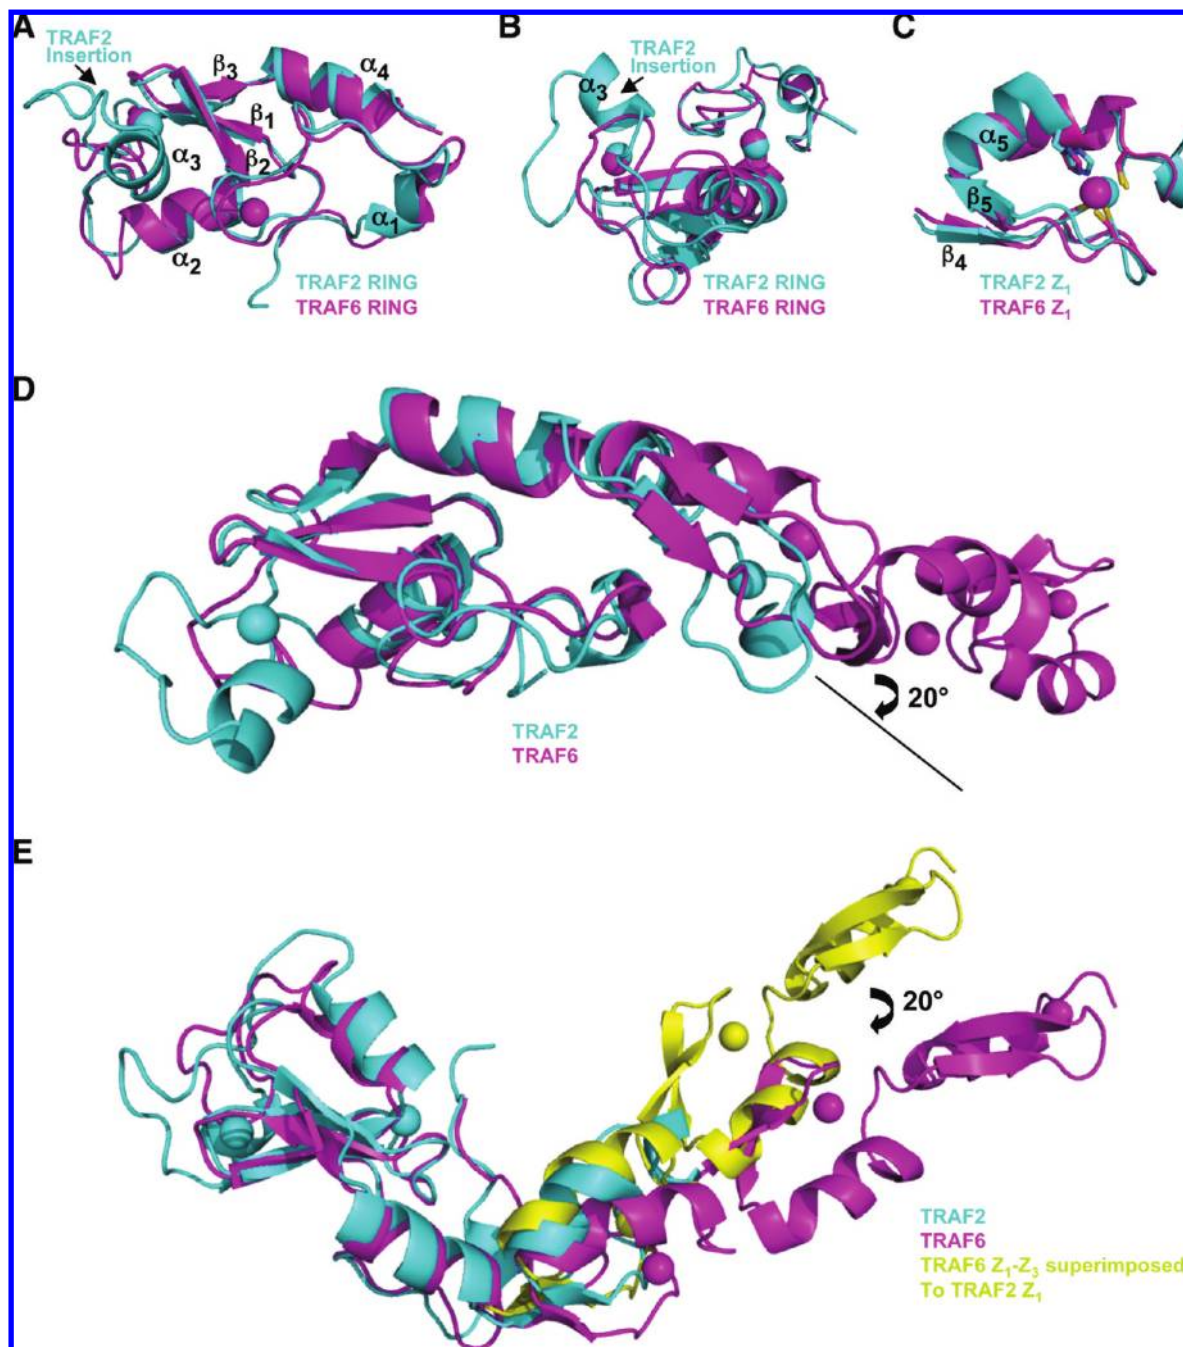 A
TRAF2
Insertion
β3
α4
β1
α3
β2
α1
α2
TRAF2 RING
TRAF6 RING
B
TRAF2
Insertion
α3
TRAF2 RING
TRAF6 RING
C
α5
β5
β4
TRAF2 Z1
TRAF6 Z1
D
20°
TRAF2
TRAF6
E
20°
TRAF2
TRAF6
TRAF6 Z1-Z3 superimposed
To TRAF2 Z1